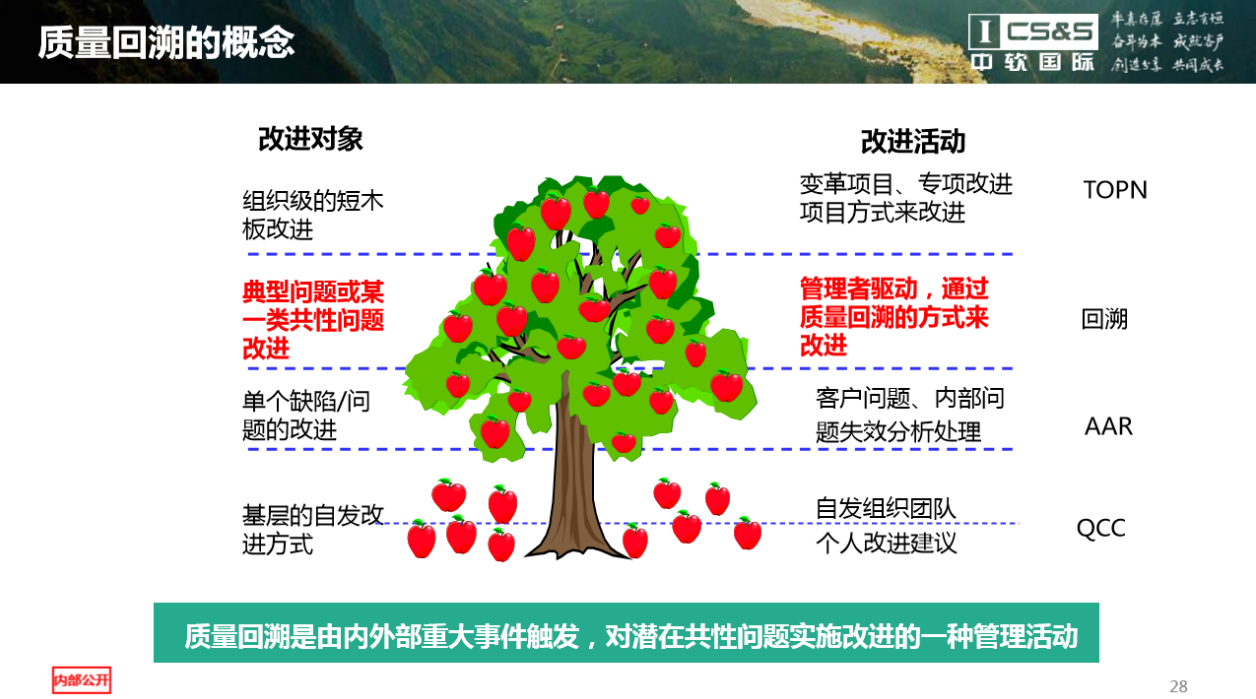 质量回溯的概念
I CS&S
中软国际
率真存厚 立志有恒
奋斗为本 成就客户
创造分享 共同成长
改进对象
改进活动
组织级的短木
板改进
变革项目、专项改进
项目方式来改进
TOPN
典型问题或某
一类共性问题
改进
管理者驱动，通过
质量回溯的方式来
改进
回溯
单个缺陷/问
题的改进
客户问题、内部问
题失效分析处理
AAR
基层的自发改
进方式
自发组织团队
个人改进建议
QCC
质量回溯是由内外部重大事件触发，对潜在共性问题实施改进的一种管理活动
内部公开
28